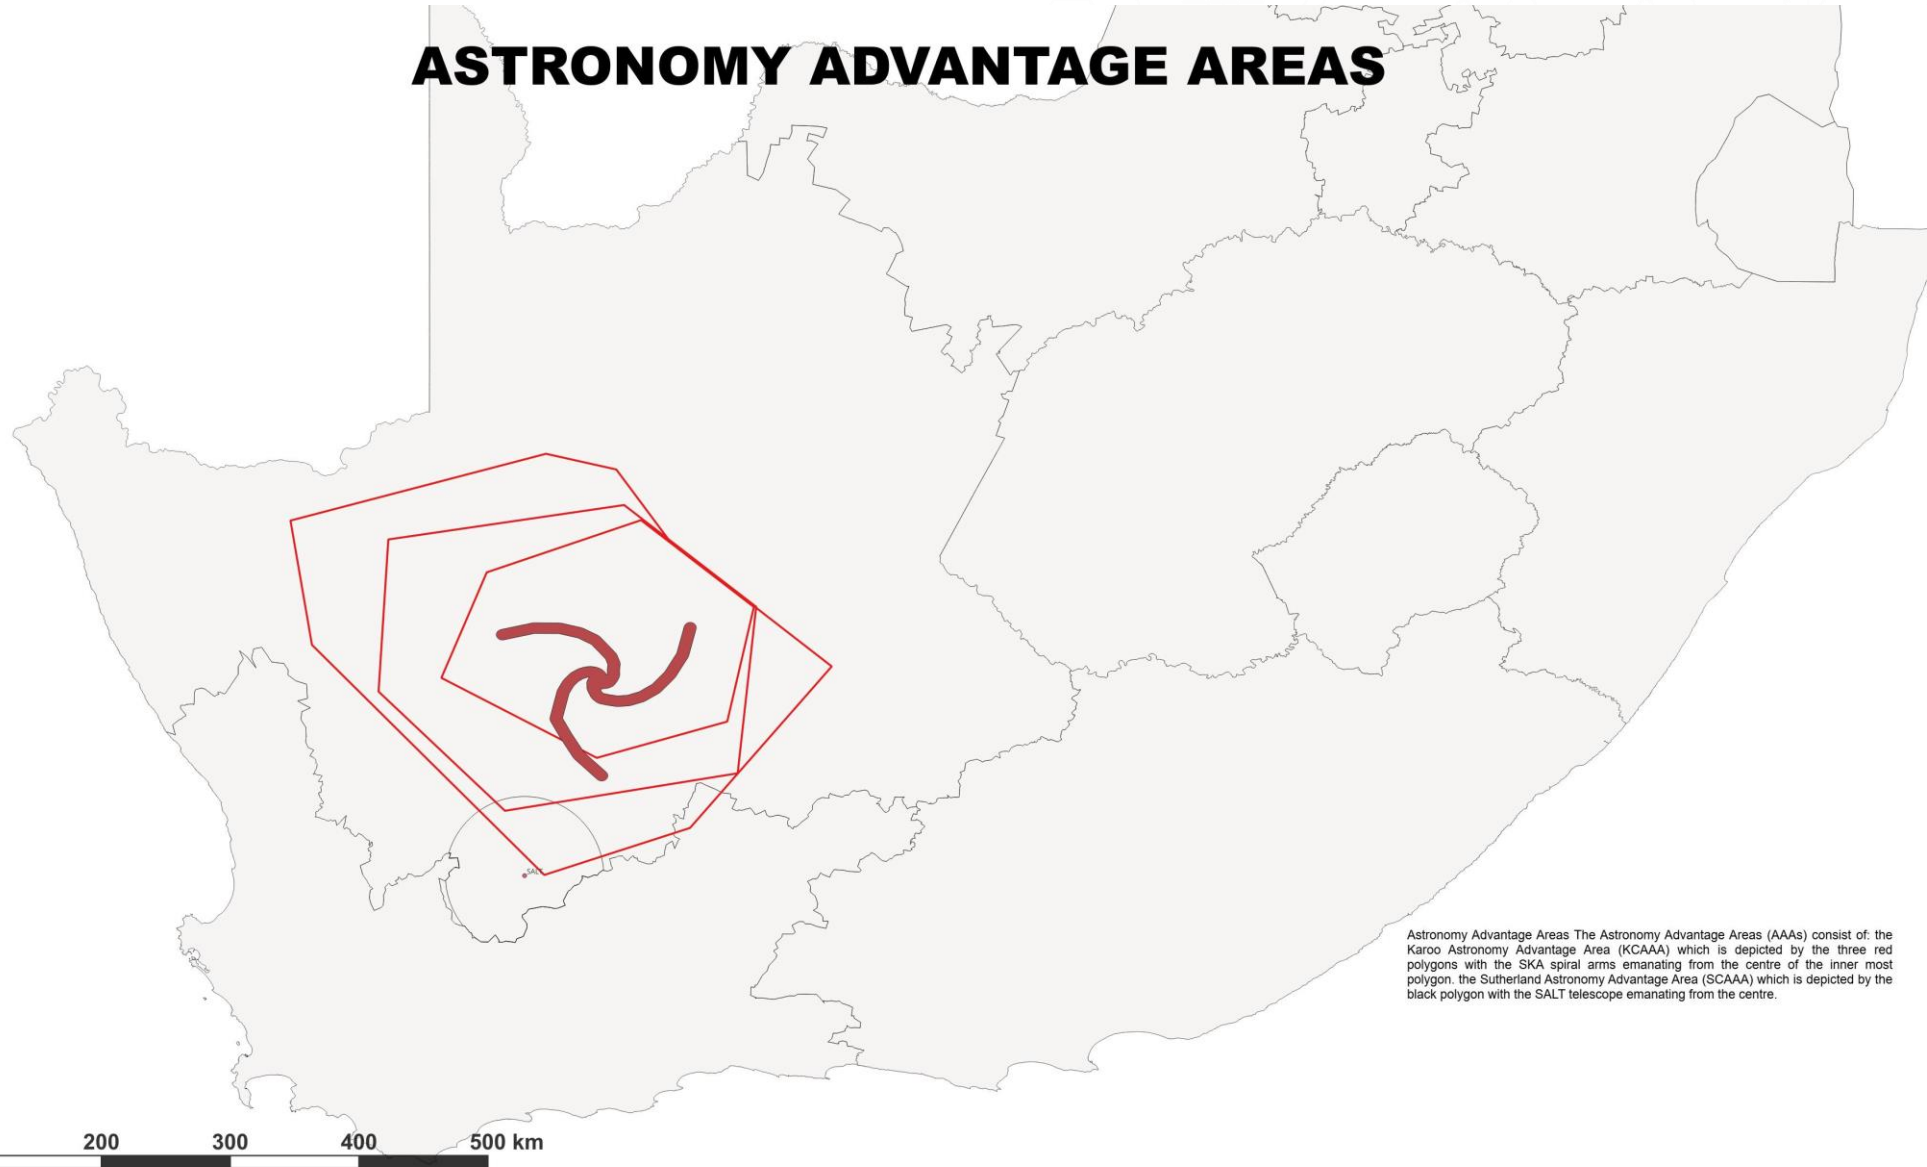 ASTRONOMY ADVANTAGE AREAS
SALT
Astronomy Advantage Areas The Astronomy Advantage Areas (AAAs) consist of: the
Karoo Astronomy Advantage Area (KCAAA) which is depicted by the three red
polygons with the SKA spiral arms emanating from the centre of the inner most
polygon. the Sutherland Astronomy Advantage Area (SCAAA) which is depicted by the
black polygon with the SALT telescope emanating from the centre.
200 300 400 500 km